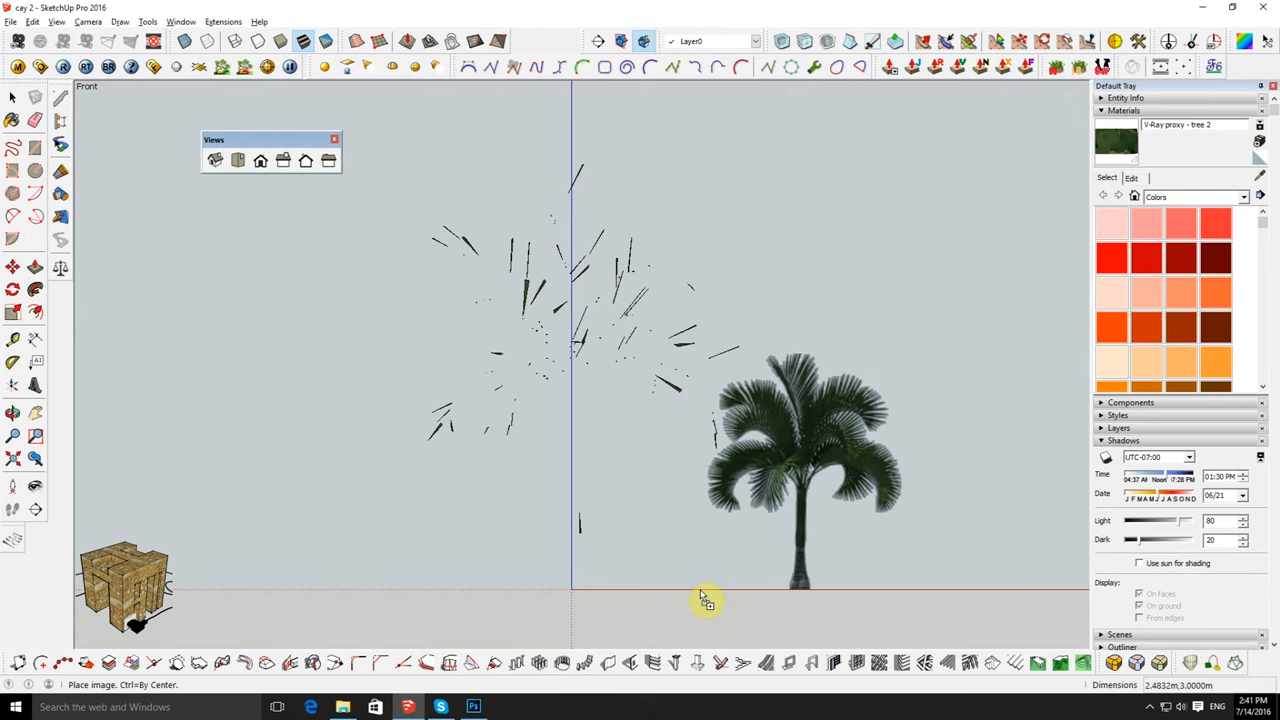 cay 2 - SketchUp Pro 2016
File Edit View Camera Draw Tools Window Extensions Help
Layer0
M R RT BR
Front
Views
Default Tray
Entity Info
Materials
V-Ray proxy - tree 2
Select Edit
Colors
Components
Styles
Layers
Shadows
UTC-07:00
Time 04:37 AM Noon 7:28 PM 01:30 PM
Date J F M A M J J A S O N D 06/21
Light 80
Dark 20
Use sun for shading
Display:
On faces
On ground
From edges
Scenes
Outliner
Place image. Ctrl=By Center.
Dimensions 2.4832m,3.0000m
Search the web and Windows
ENG
2:41 PM
7/14/2016